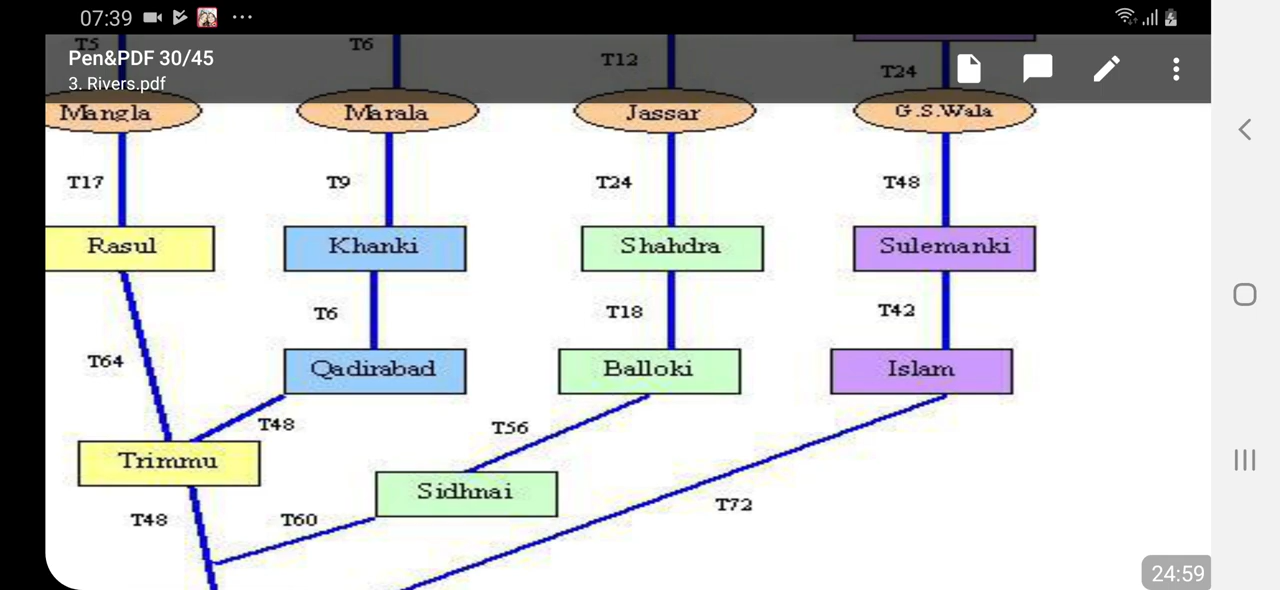 07:39
T5
T6
T12
T24
Pen&PDF 30/45
3. Rivers.pdf
Mangla
Marala
Jassar
G.S.Wala
T17
T9
T24
T48
Rasul
Khanki
Shahdra
Sulemanki
T6
T18
T42
T64
Qadirabad
Balloki
Islam
T48
T56
Trimmu
Sidhnai
T72
T48
T60
24:59